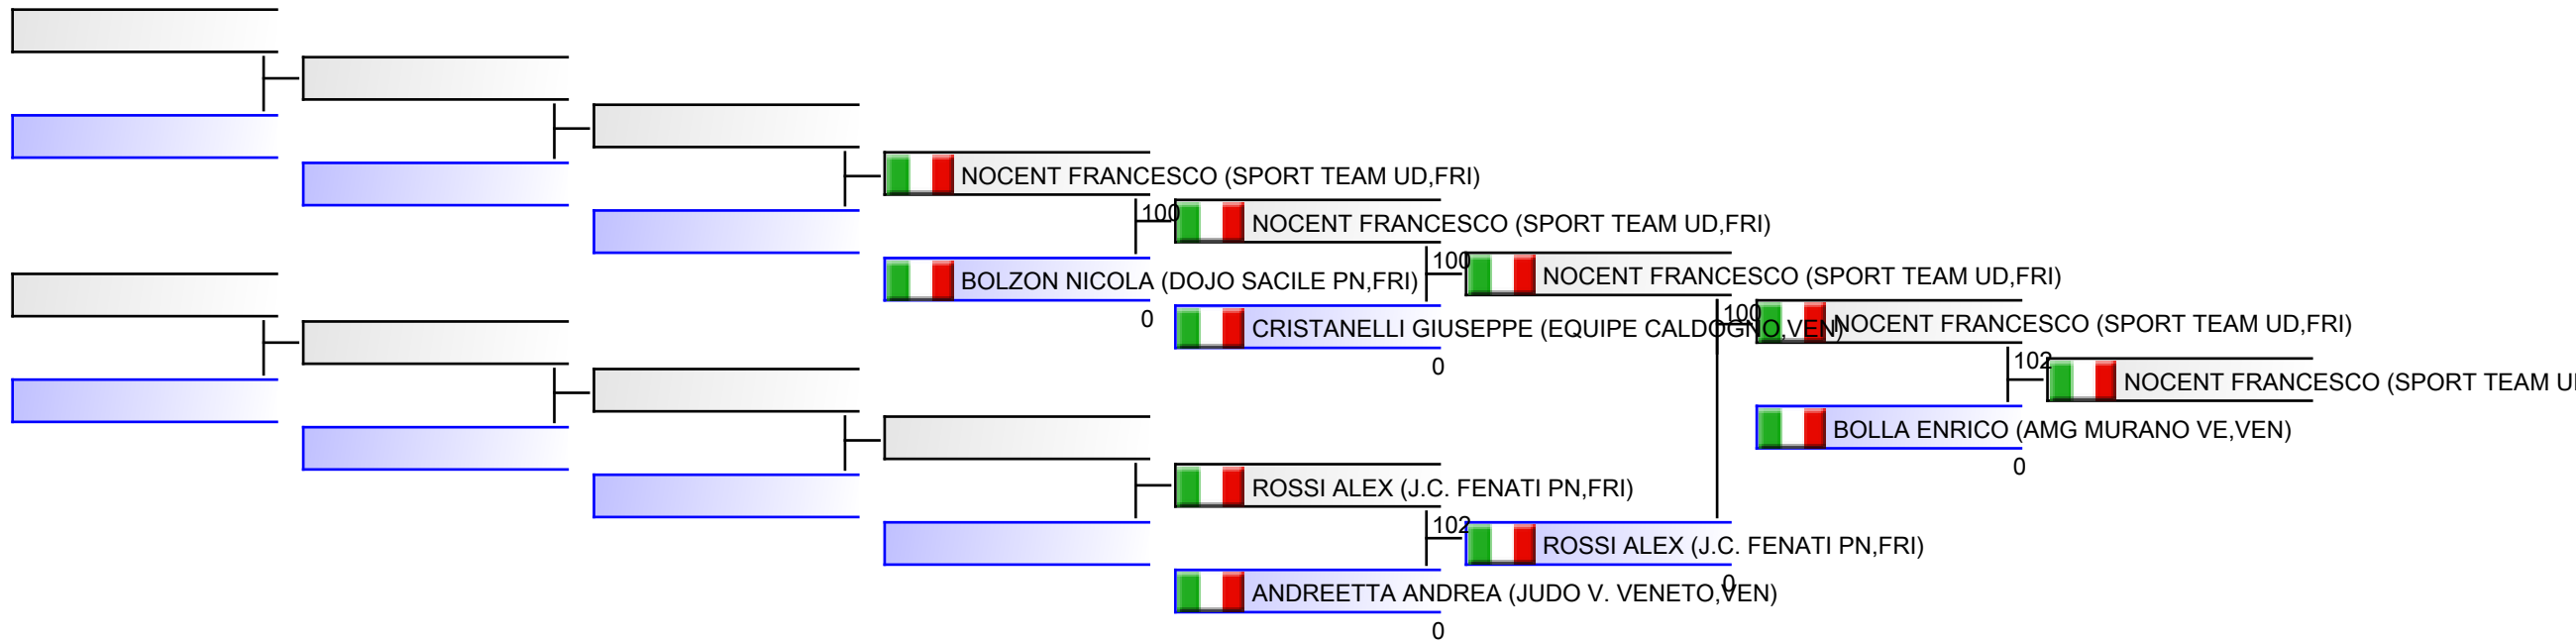 NOCENT FRANCESCO (SPORT TEAM UD,FRI)
100
NOCENT FRANCESCO (SPORT TEAM UD,FRI)
BOLZON NICOLA (DOJO SACILE PN,FRI)
0
100
NOCENT FRANCESCO (SPORT TEAM UD,FRI)
CRISTANELLI GIUSEPPE (EQUIPE CALDOGNO,VEN)
0
100
NOCENT FRANCESCO (SPORT TEAM UD,FRI)
102
NOCENT FRANCESCO (SPORT TEAM U
BOLLA ENRICO (AMG MURANO VE,VEN)
0
ROSSI ALEX (J.C. FENATI PN,FRI)
102
ROSSI ALEX (J.C. FENATI PN,FRI)
0
ANDREETTA ANDREA (JUDO V. VENETO,VEN)
0